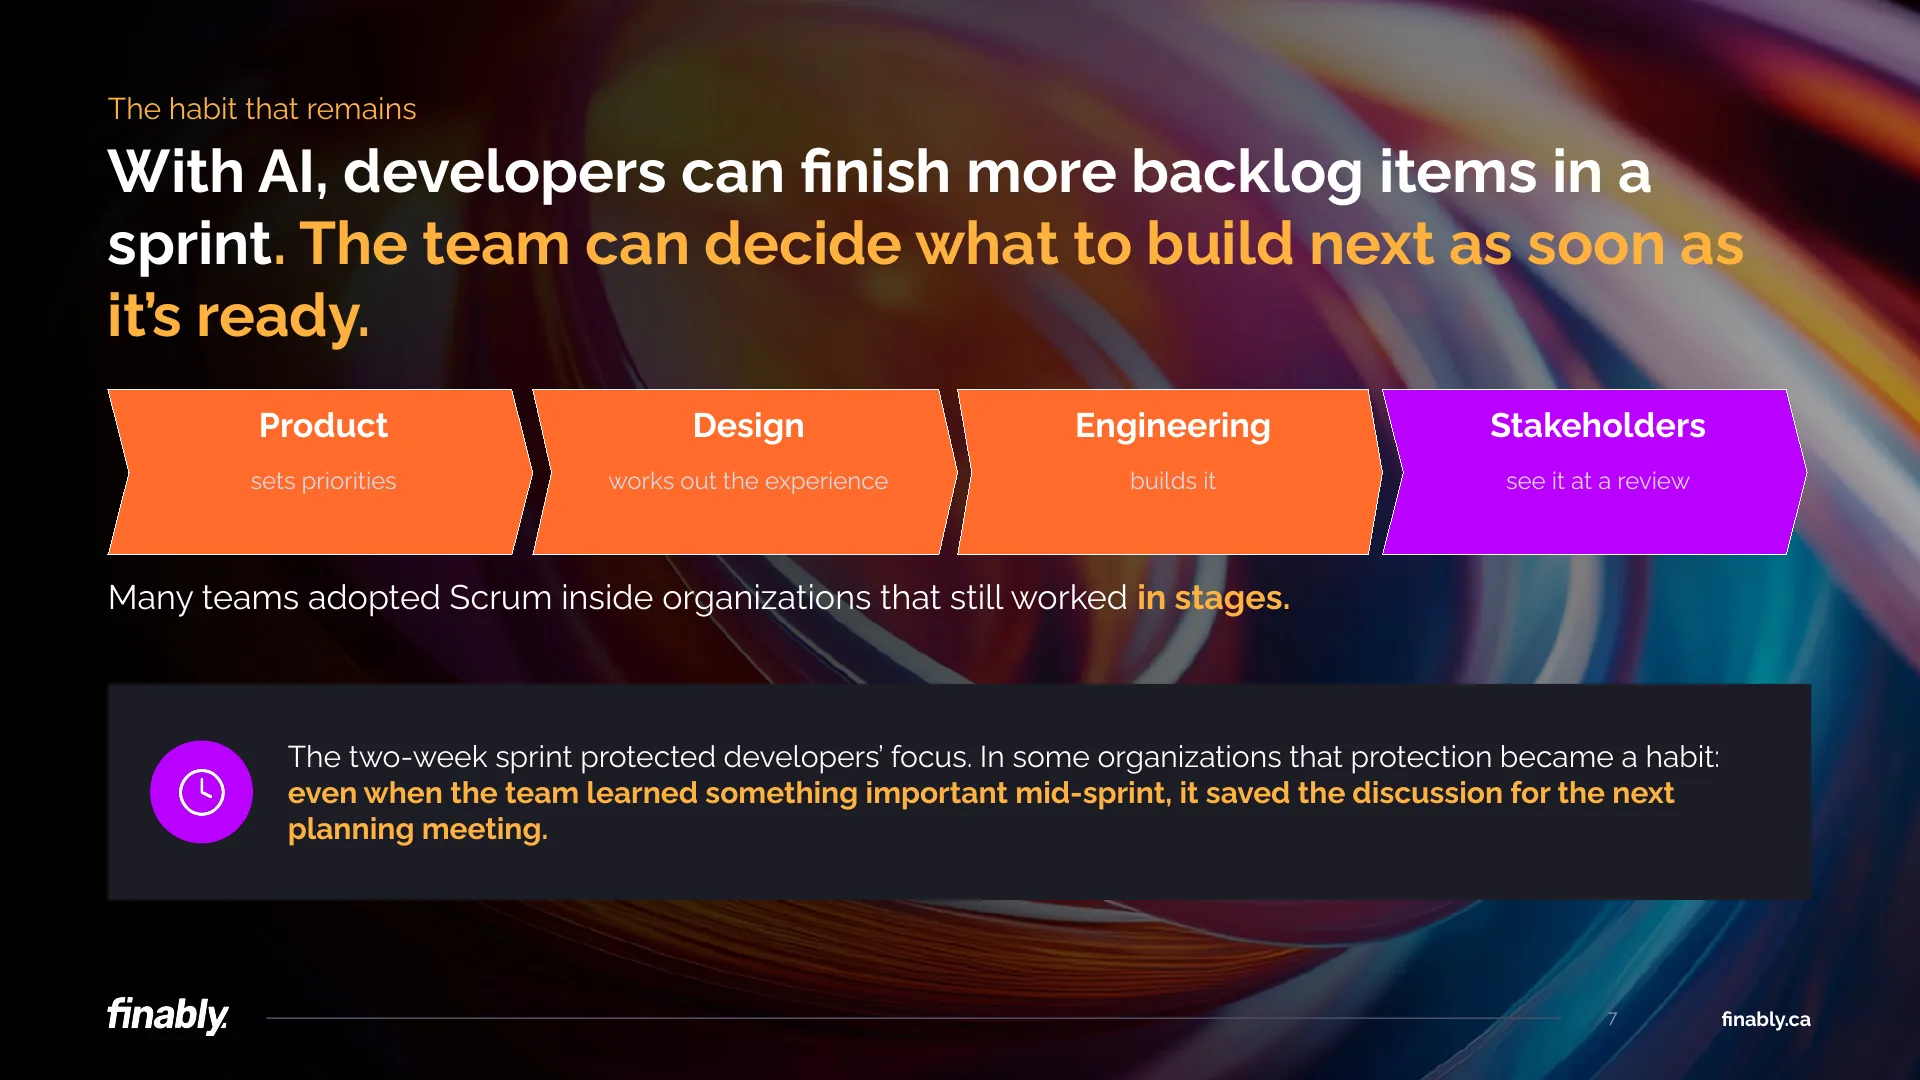 The habit that remains
With AI, developers can finish more backlog items in a
sprint. The team can decide what to build next as soon as
it’s ready.
Product
sets priorities
Design
works out the experience
Engineering
builds it
Stakeholders
see it at a review
Many teams adopted Scrum inside organizations that still worked in stages.
The two-week sprint protected developers’ focus. In some organizations that protection became a habit:
even when the team learned something important mid-sprint, it saved the discussion for the next
planning meeting.
finably.
7
finably.ca